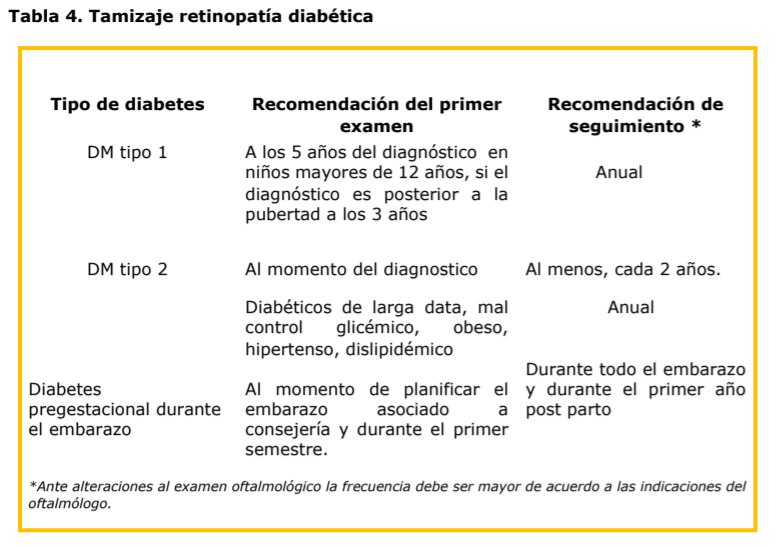 Tabla 4. Tamizaje retinopatía diabética
Tipo de diabetes
Recomendación del primer
examen
Recomendación de
seguimiento *
DM tipo 1
A los 5 años del diagnóstico en
niños mayores de 12 años, si el
diagnóstico es posterior a la
pubertad a los 3 años
Anual
DM tipo 2
Al momento del diagnostico
Al menos, cada 2 años.
Diabéticos de larga data, mal
control glicémico, obeso,
hipertenso, dislipidémico
Anual
Diabetes
pregestacional durante
el embarazo
Al momento de planificar el
embarazo asociado a
consejería y durante el primer
semestre.
Durante todo el embarazo
y durante el primer año
post parto
*Ante alteraciones al examen oftalmológico la frecuencia debe ser mayor de acuerdo a las indicaciones del
oftalmólogo.